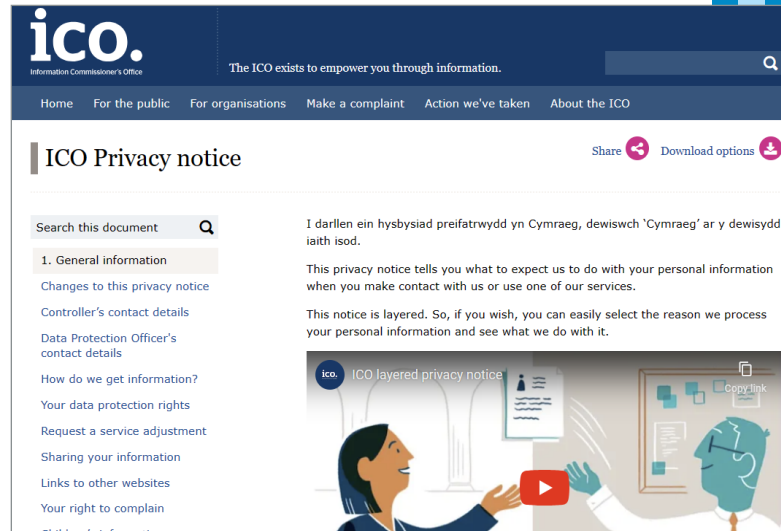 ico.
Information Commissioner's Office
The ICO exists to empower you through information.
Home For the public For organisations Make a complaint Action we've taken About the ICO
ICO Privacy notice
Share Download options
Search this document
1. General information
Changes to this privacy notice
Controller's contact details
Data Protection Officer's
contact details
How do we get information?
Your data protection rights
Request a service adjustment
Sharing your information
Links to other websites
Your right to complain
I darllen ein hysbysiad preifatrwydd yn Cymraeg, dewiswch ‘Cymraeg’ ar y dewisydd
iaith isod.
This privacy notice tells you what to expect us to do with your personal information
when you make contact with us or use one of our services.
This notice is layered. So, if you wish, you can easily select the reason we process
your personal information and see what we do with it.
ico. ICO layered privacy notice
Copy link